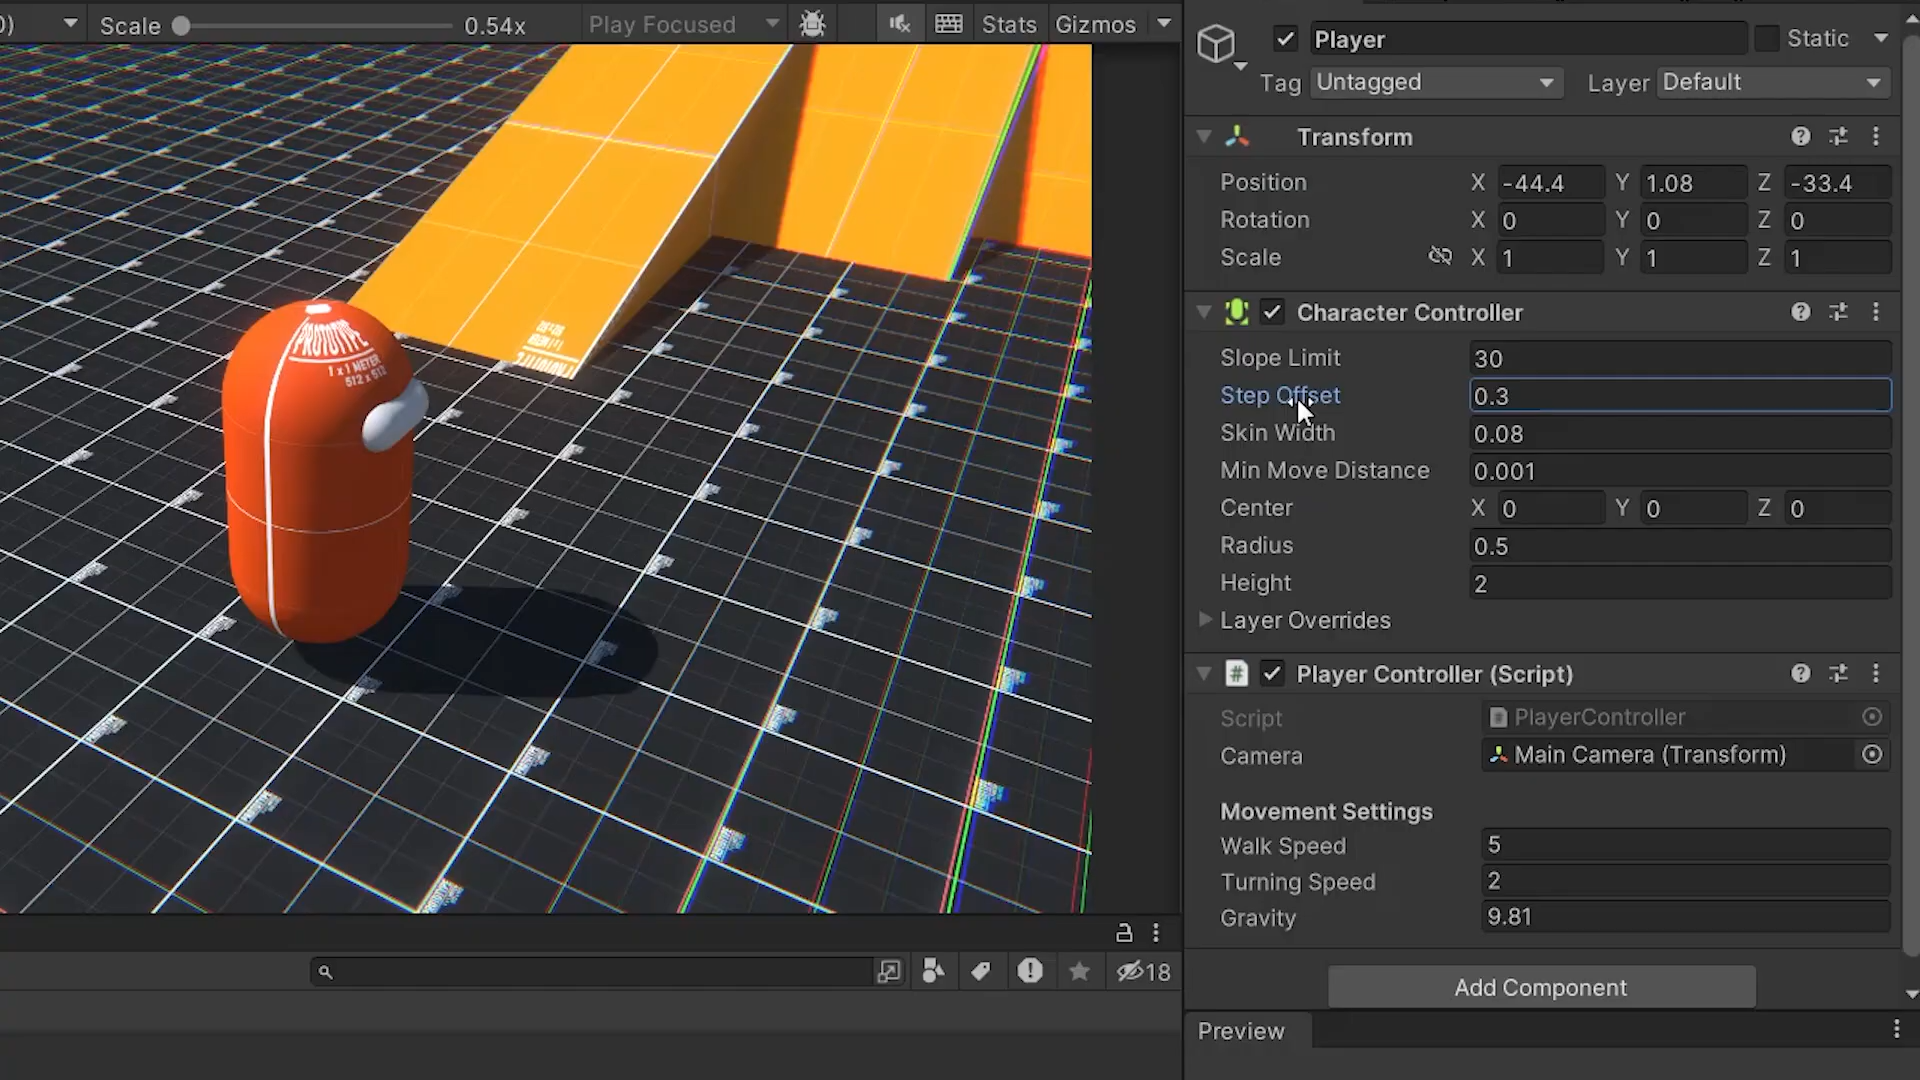 Scale 0.54x Play Focused Stats Gizmos
Player Static
Tag Untagged Layer Default
Transform
Position X -44.4 Y 1.08 Z -33.4
Rotation X 0 Y 0 Z 0
Scale X 1 Y 1 Z 1
Character Controller
Slope Limit 30
Step Offset 0.3
Skin Width 0.08
Min Move Distance 0.001
Center X 0 Y 0 Z 0
Radius 0.5
Height 2
Layer Overrides
Player Controller (Script)
Script PlayerController
Camera Main Camera (Transform)
Movement Settings
Walk Speed 5
Turning Speed 2
Gravity 9.81
Add Component
Preview
PROTOTYPE
1 x 1 METER
512 x 512
18